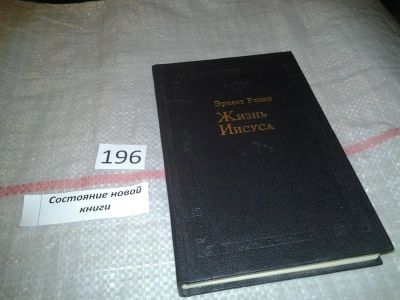 Эрнест Ренан
Жизнь
Иисуса
196
Состояние новой
книги